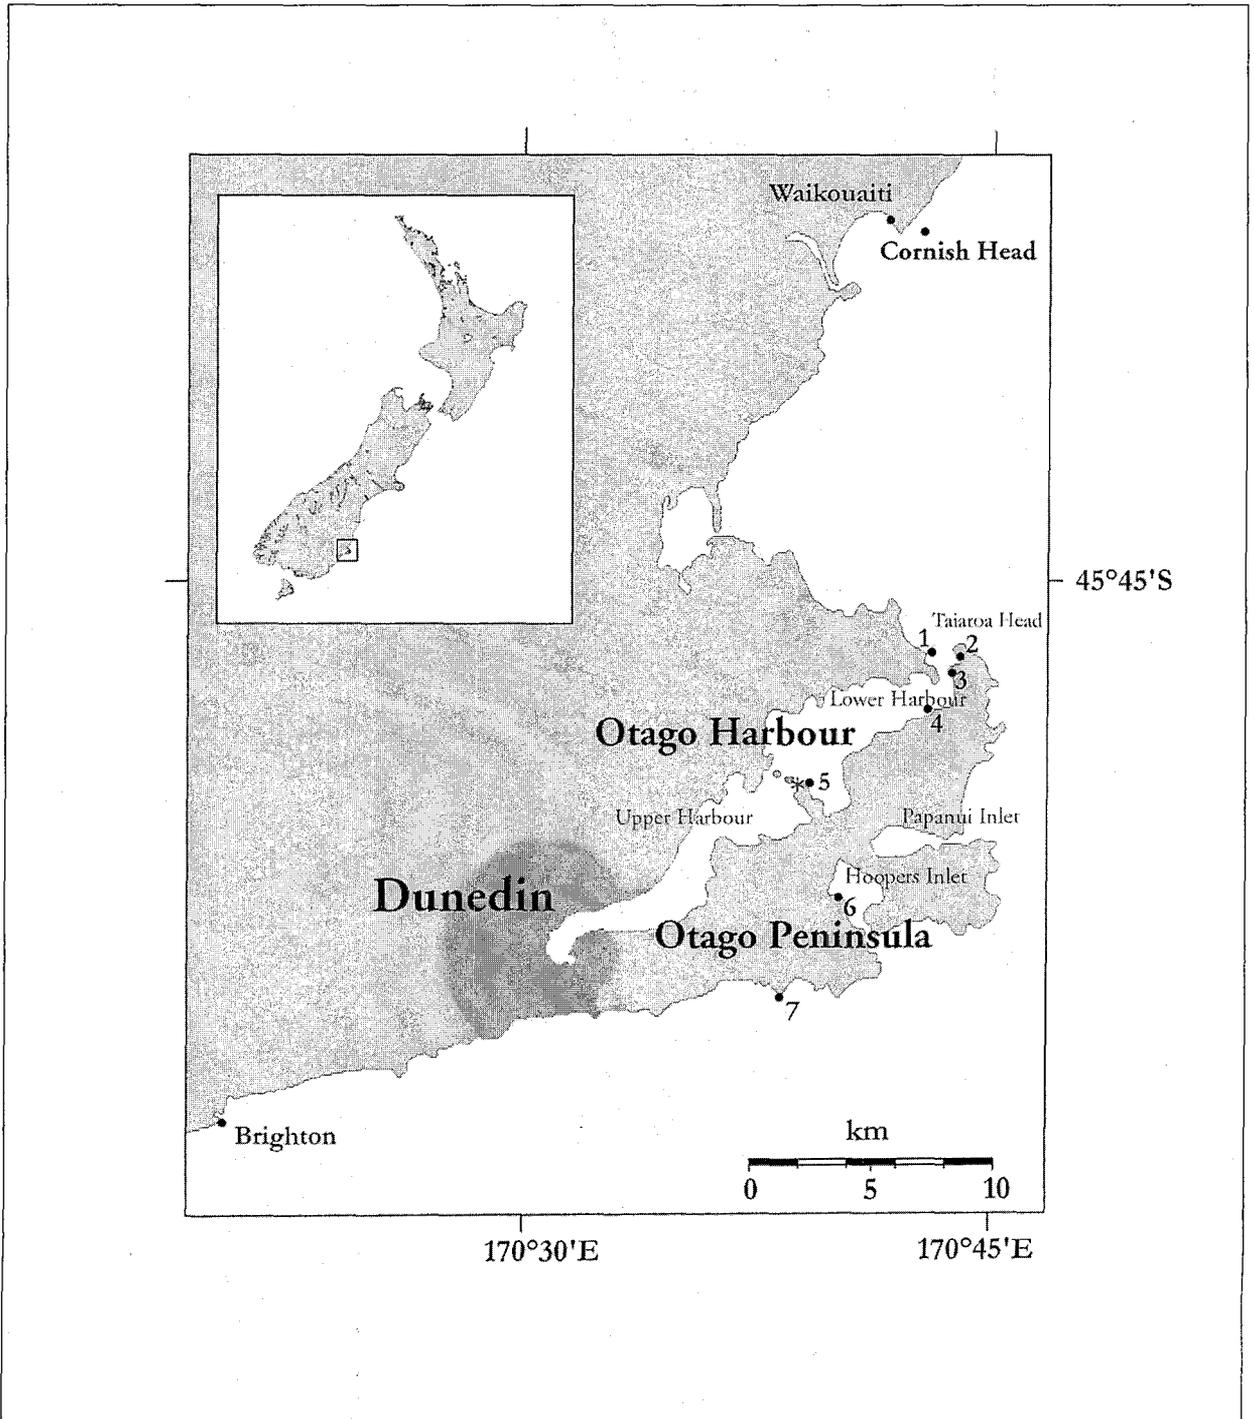 Waikouaiti
Cornish Head
45°45'S
Taiaroa Head
1
2
3
Lower Harbour
4
Otago Harbour
* 5
Upper Harbour
Papanui Inlet
Hoopers Inlet
Dunedin
6
Otago Peninsula
7
Brighton
km
0 5 10
170°30'E 170°45'E